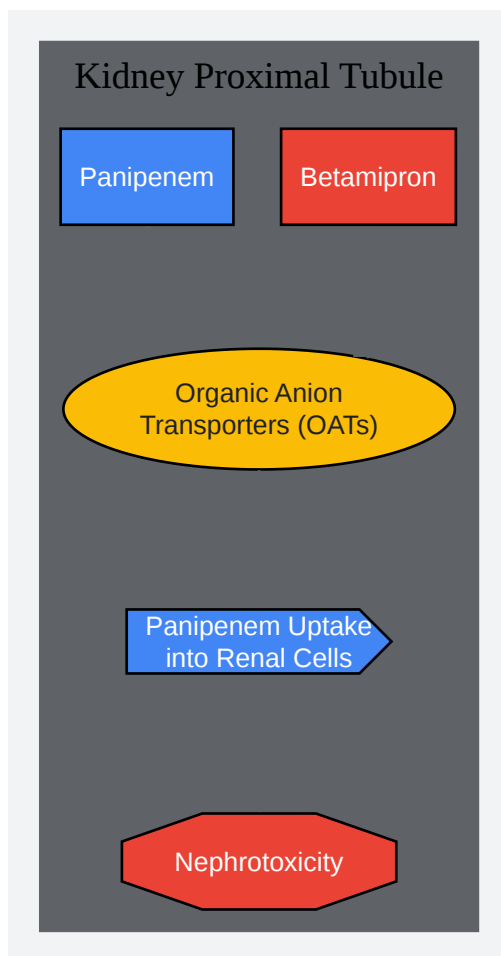 Kidney Proximal Tubule
Panipenem
Betamipron
Organic Anion
Transporters (OATs)
Panipenem Uptake
into Renal Cells
Nephrotoxicity